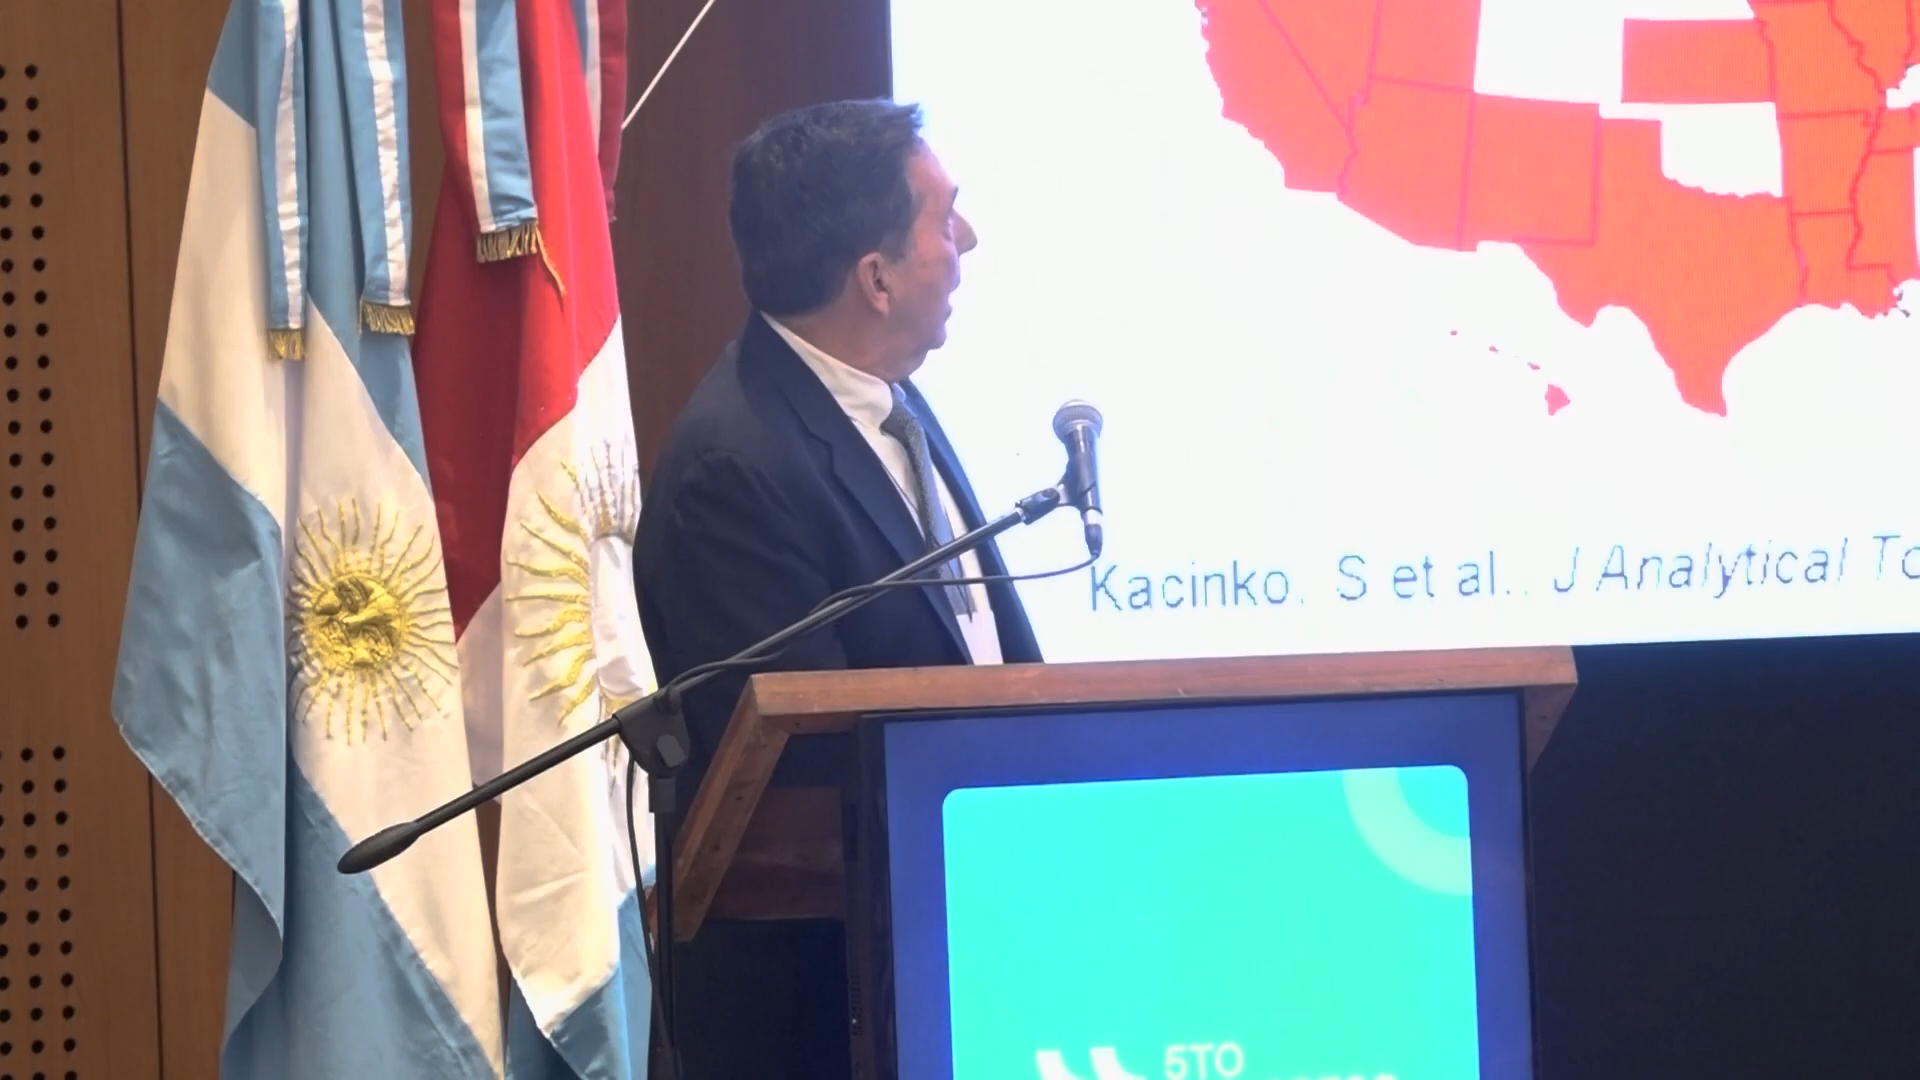 Kacinko, S et al., J Analytical To
5TO